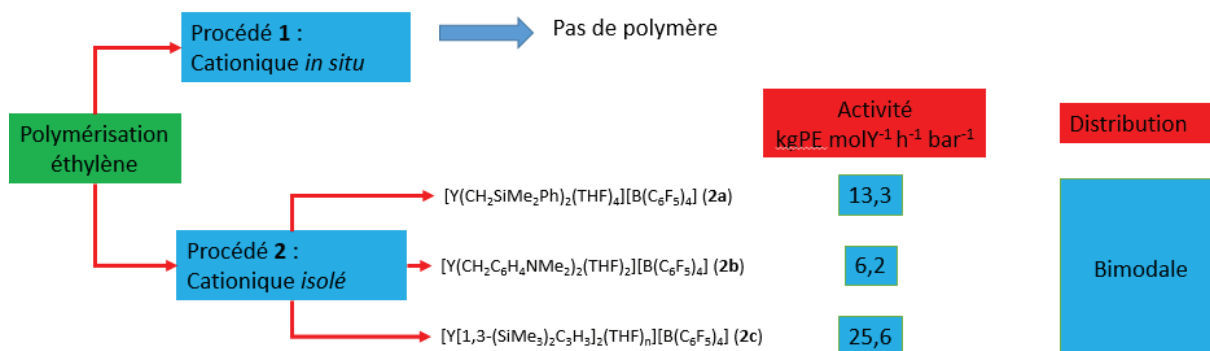 Procédé 1 :
Cationique in situ
Pas de polymère
Polymérisation
éthylène
Activité
kgPE molY⁻¹ h⁻¹ bar⁻¹
Distribution
[Y(CH₂SiMe₂Ph)₂(THF)₄][B(C₆F₅)₄] (2a)
13,3
Procédé 2 :
Cationique isolé
[Y(CH₂C₆H₄NMe₂)₂(THF)₂][B(C₆F₅)₄] (2b)
6,2
Bimodale
[Y[1,3-(SiMe₃)₂C₃H₃]₂(THF)ₙ][B(C₆F₅)₄] (2c)
25,6